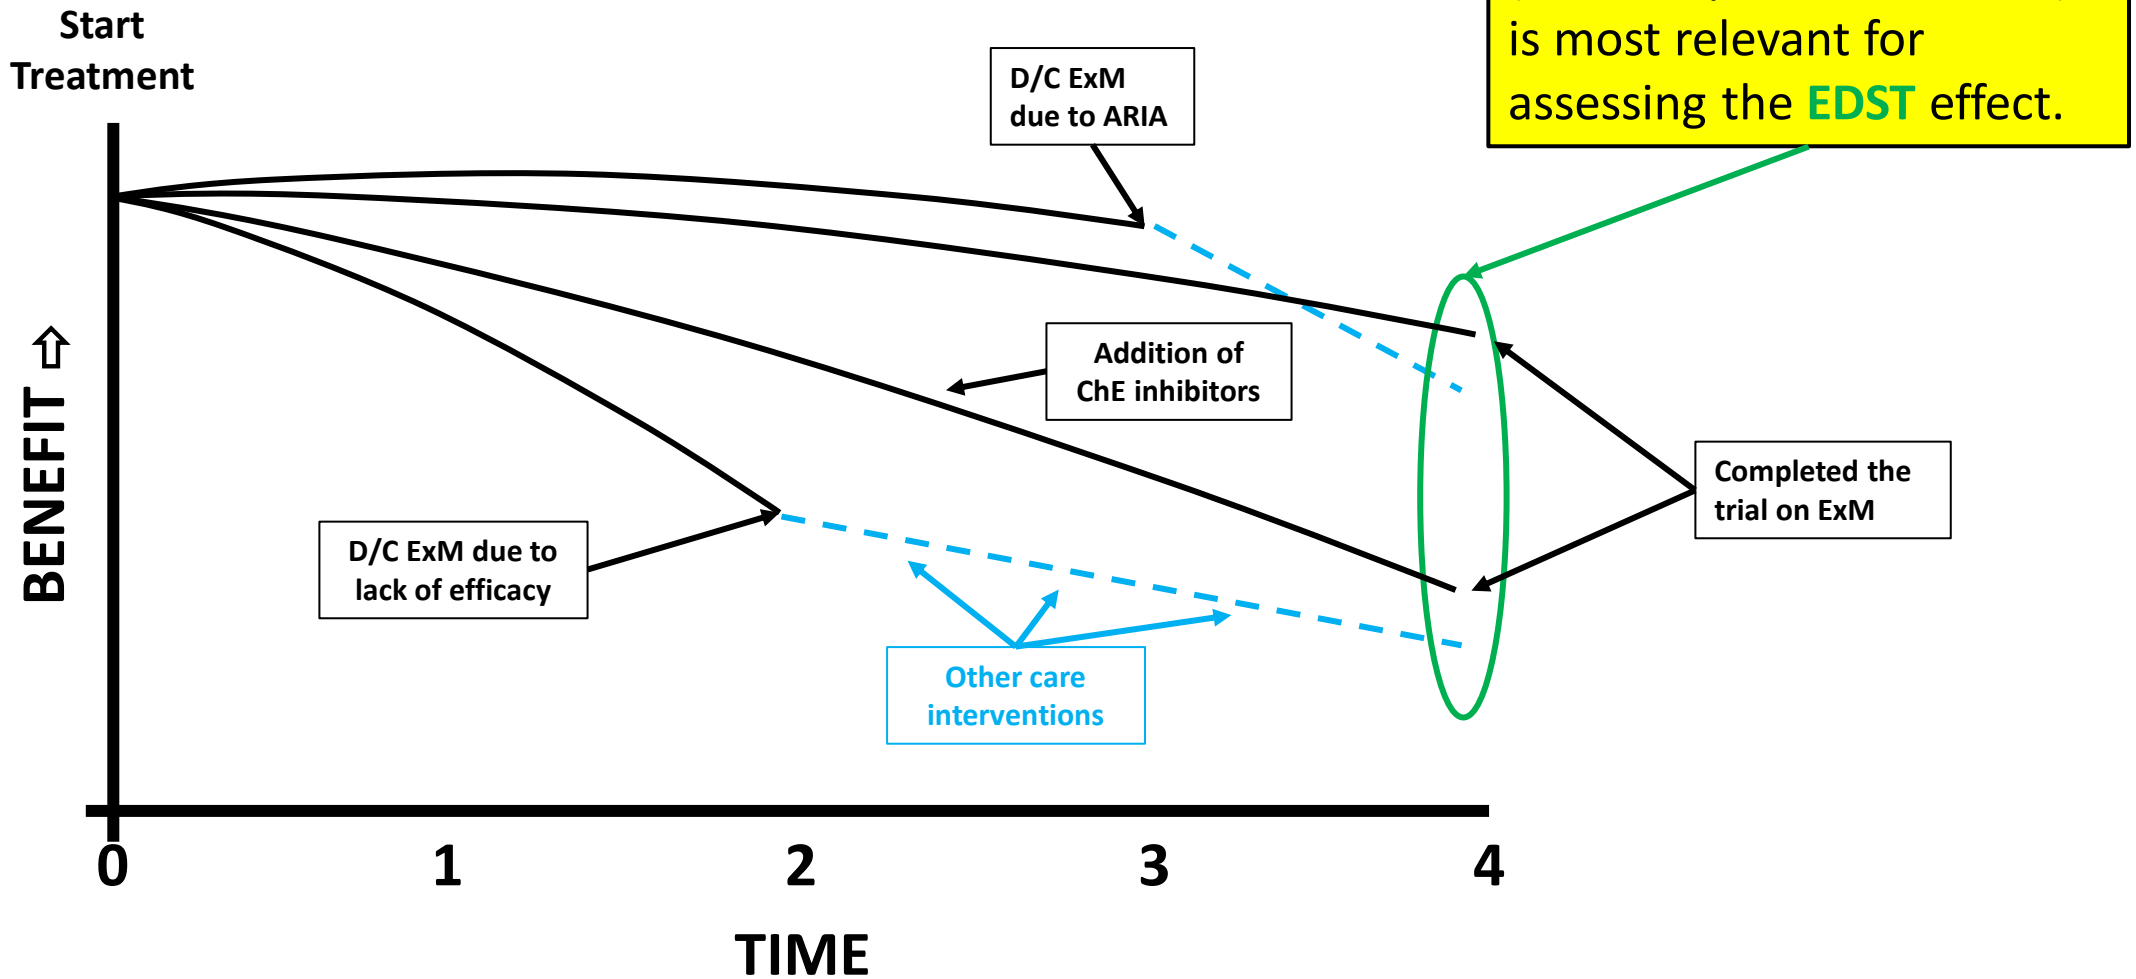 Start
Treatment
is most relevant for
assessing the EDST effect.
D/C ExM
due to ARIA
Addition of
ChE inhibitors
Completed the
trial on ExM
D/C ExM due to
lack of efficacy
Other care
interventions
BENEFIT ⇨
0 1 2 3 4
TIME